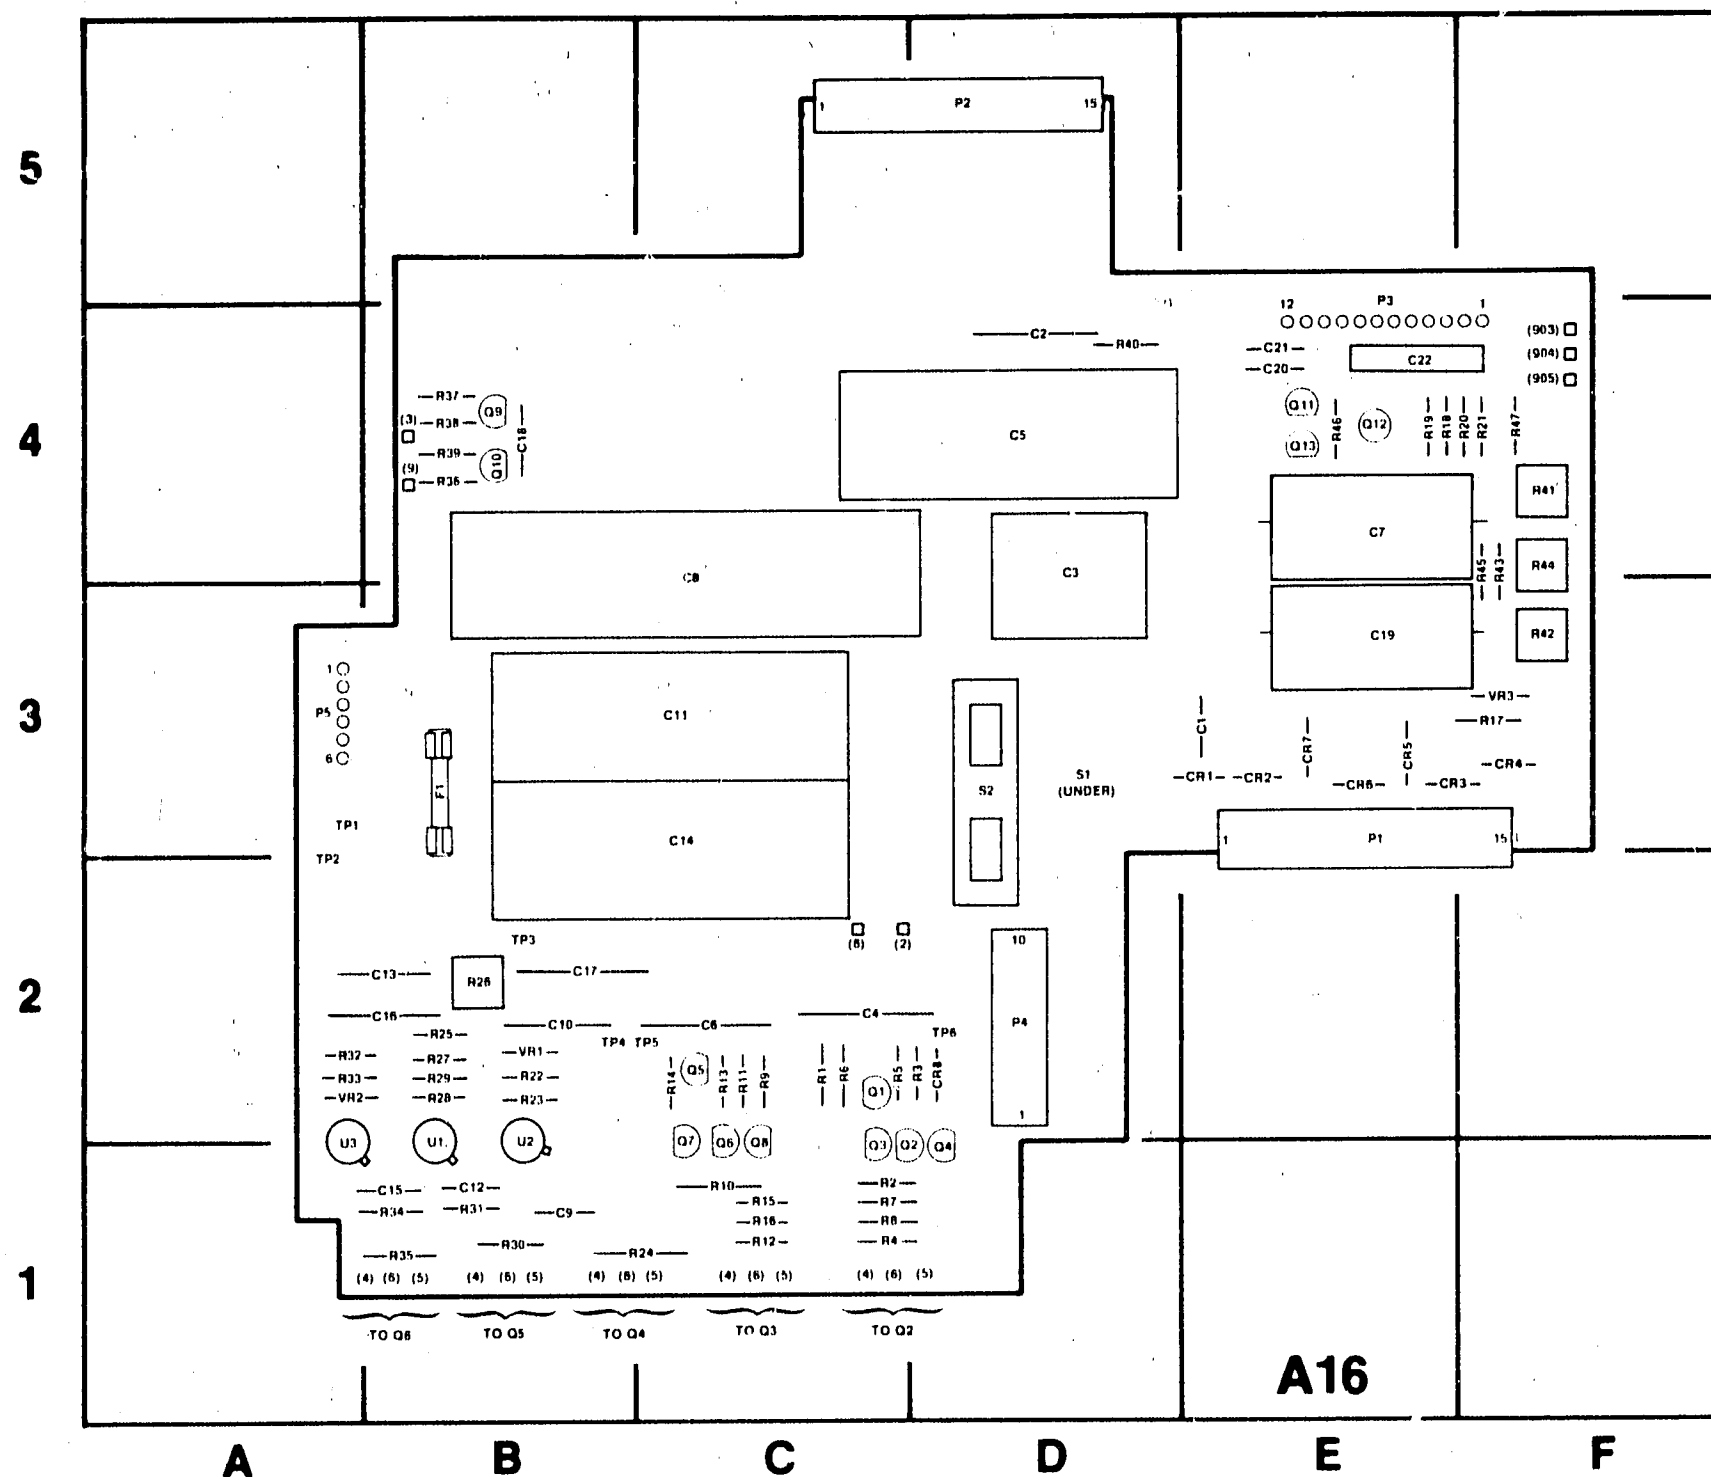 5
4
3
2
1
1 P2 15
12 P3 1
(903)
(904)
(905)
C2
R40
C21
C20
C22
R37
Q9
(3) R38
C18
R39
(9) Q10
R36
C5
Q11
Q13
R46
Q12
R19
R18
R20
R21
R47
R41
C7
C3
C8
R45
R43
R44
C19
R42
1
P5
6
C11
VR3
R17
C1
CR7
CR5
CR4
CR1 CR2
CR6 CR3
F1
S2
S1
(UNDER)
TP1
TP2
C14
1 P1 15
(2)
TP3
10
P4
1
C13
R26
C17
C16
C10
C6
C4
R25
TP4 TP5
TP6
R32
R27
VR1
R33
R29
R22
VR2
R28
R23
R14
Q5
R13
R11
R9
R1
R6
Q1
R5
R3
CR8
U3 U1 U2
Q7 Q6 Q8
Q3 Q2 Q4
C15
C12
R34
R31
C9
R10
R15
R16
R12
R2
R7
R4
R35
R30
R24
(4) (6) (5)
(4) (6) (5)
(4) (6) (5)
(4) (6) (5)
(4) (6) (5)
TO Q6 TO Q5 TO Q4 TO Q3 TO Q2
A16
A B C D E F